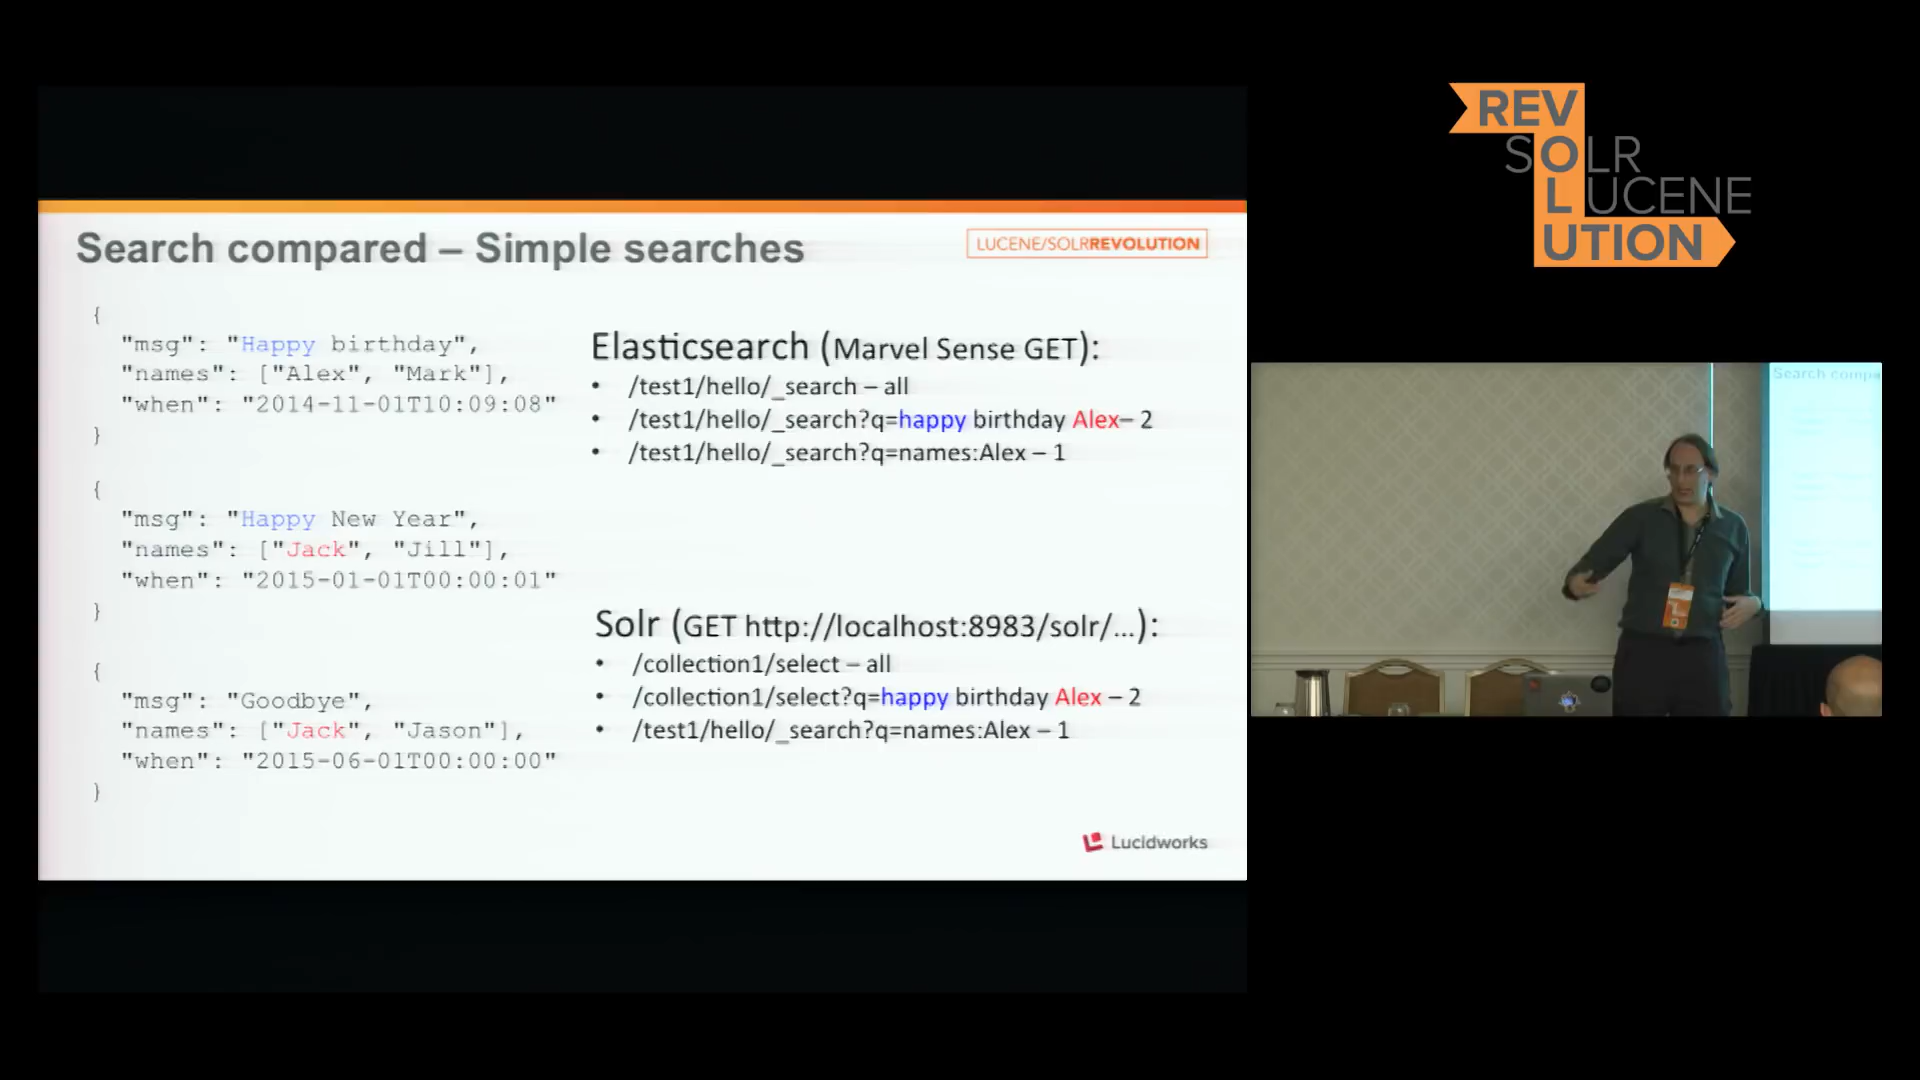 Search compared – Simple searches
LUCENE/SOLRREVOLUTION
{
"msg": "Happy birthday",
"names": ["Alex", "Mark"],
"when": "2014-11-01T10:09:08"
}
{
"msg": "Happy New Year",
"names": ["Jack", "Jill"],
"when": "2015-01-01T00:00:01"
}
{
"msg": "Goodbye",
"names": ["Jack", "Jason"],
"when": "2015-06-01T00:00:00"
}
Elasticsearch (Marvel Sense GET):
• /test1/hello/_search – all
• /test1/hello/_search?q=happy birthday Alex– 2
• /test1/hello/_search?q=names:Alex – 1
Solr (GET http://localhost:8983/solr/...):
• /collection1/select – all
• /collection1/select?q=happy birthday Alex – 2
• /test1/hello/_search?q=names:Alex – 1
Lucidworks
REV
SOLR
LUCENE
UTION
Search